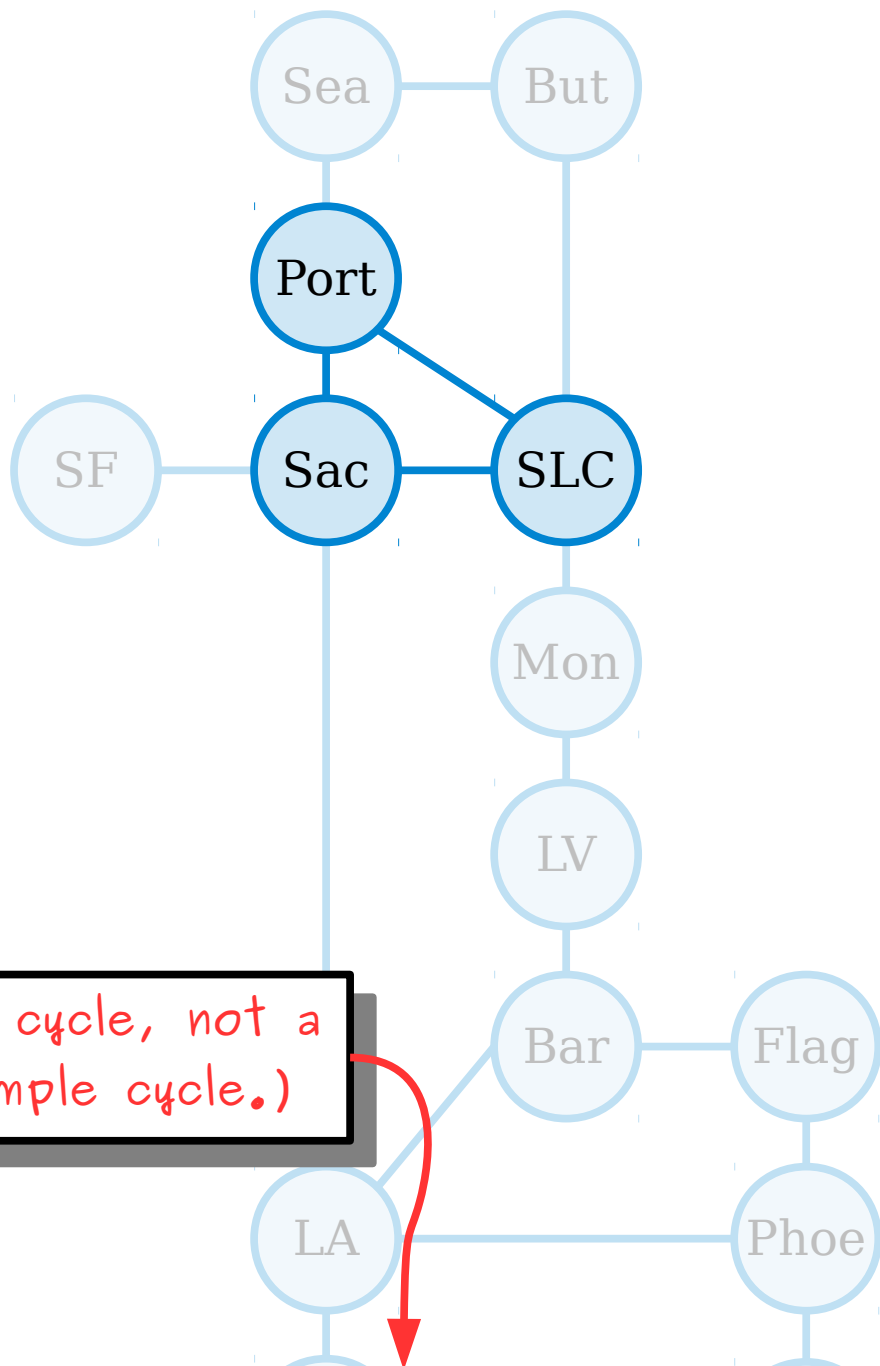 Sea But
Port
SF Sac SLC
Mon
LV
cycle, not a
Bar Flag
mple cycle.)
LA Phoe